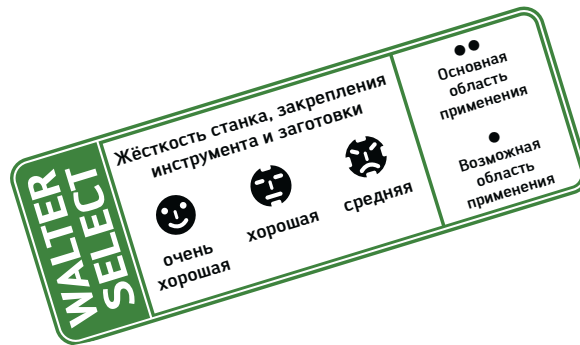 WALTER
SELECT
Жёсткость станка, закрепления
инструмента и заготовки
очень
хорошая
хорошая
средняя
Основная
область
применения
Возможная
область
применения